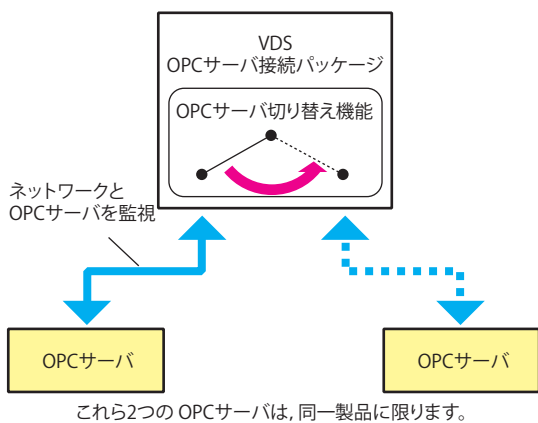 VDS
OPCサーバ接続パッケージ
OPCサーバ切り替え機能
ネットワークと
OPCサーバを監視
OPCサーバ
OPCサーバ
これら2つの OPCサーバは, 同一製品に限ります。